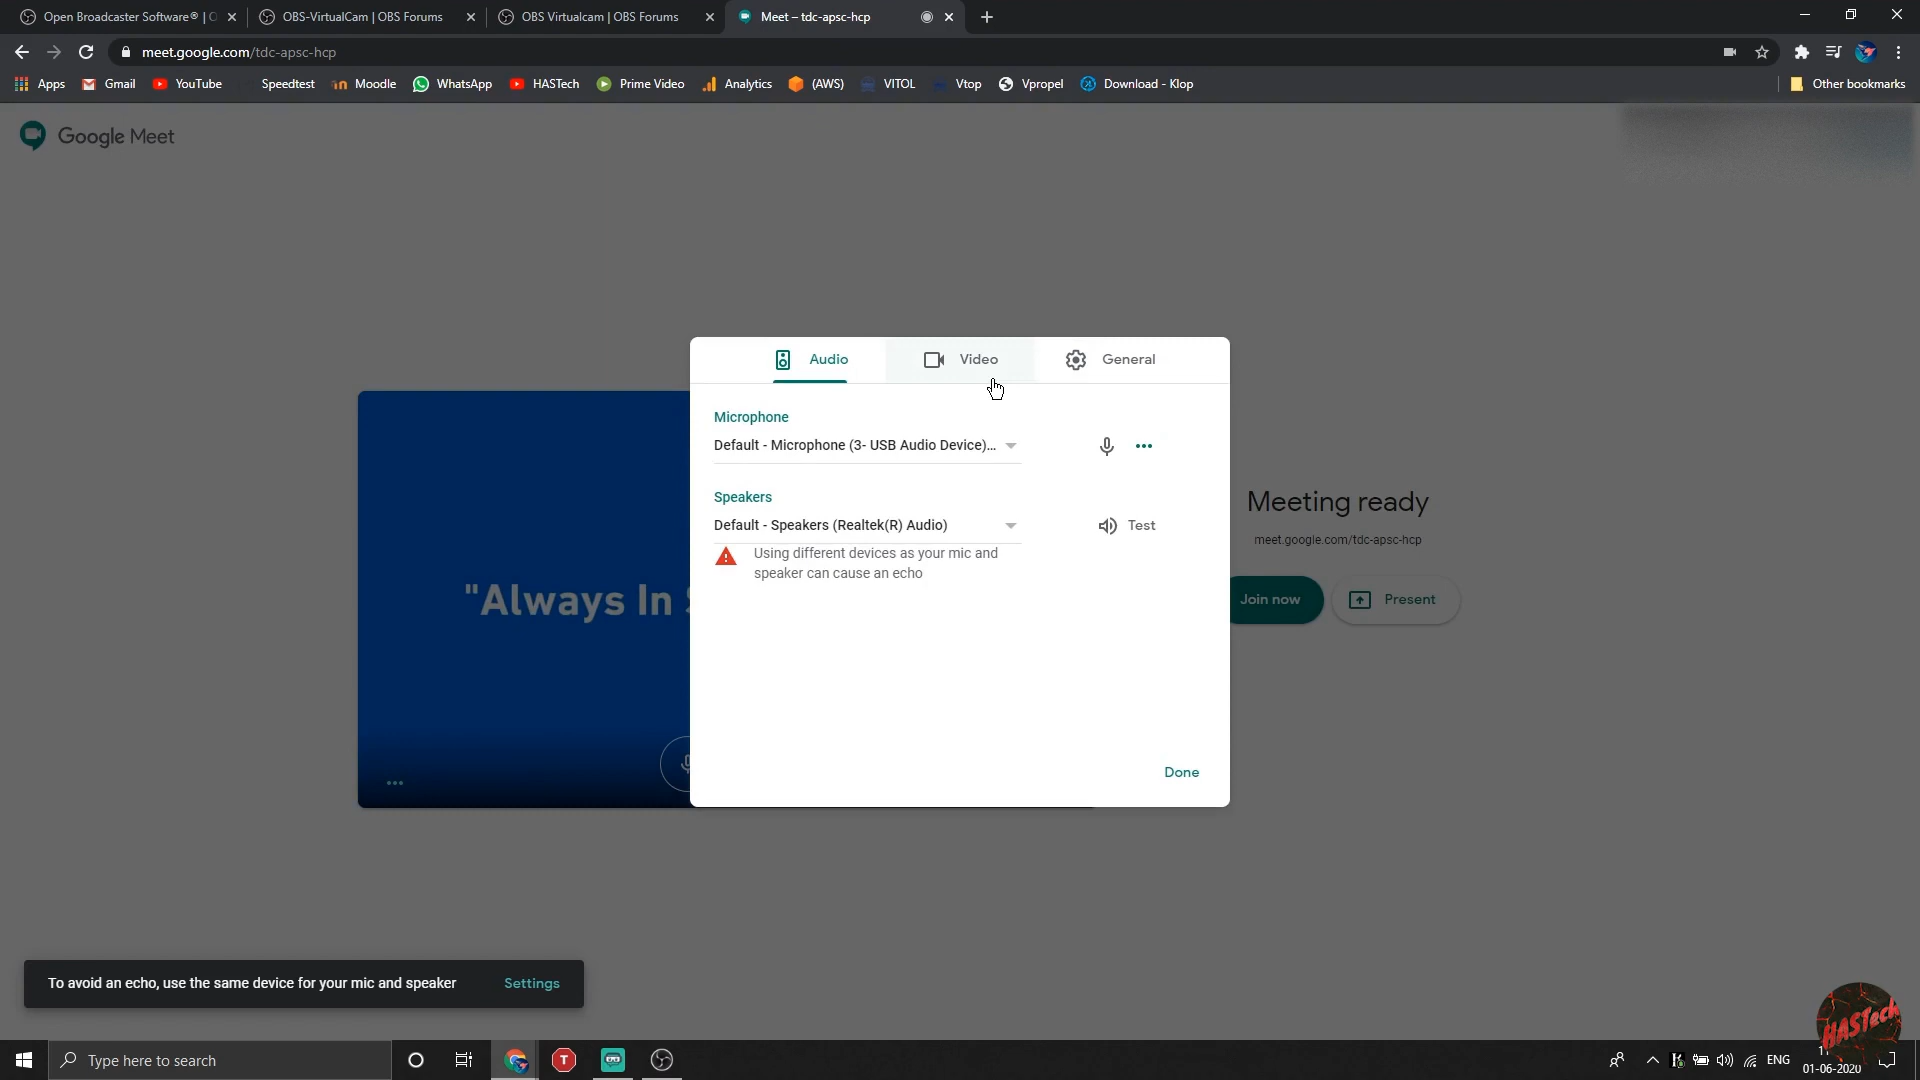 Open Broadcaster Software® | O
OBS-VirtualCam | OBS Forums
OBS Virtualcam | OBS Forums
Meet – tdc-apsc-hcp
meet.google.com/tdc-apsc-hcp
Apps
Gmail
YouTube
Speedtest
Moodle
WhatsApp
HASTech
Prime Video
Analytics
(AWS)
VITOL
Vtop
Vpropel
Download - Klop
Other bookmarks
Google Meet
Audio
Video
General
Microphone
Default - Microphone (3- USB Audio Device)...
Speakers
Default - Speakers (Realtek(R) Audio)
Test
Using different devices as your mic and
speaker can cause an echo
Done
"Always In
Meeting ready
meet.google.com/tdc-apsc-hcp
Join now
Present
To avoid an echo, use the same device for your mic and speaker
Settings
HASTech
Type here to search
T
ENG
01-06-2020